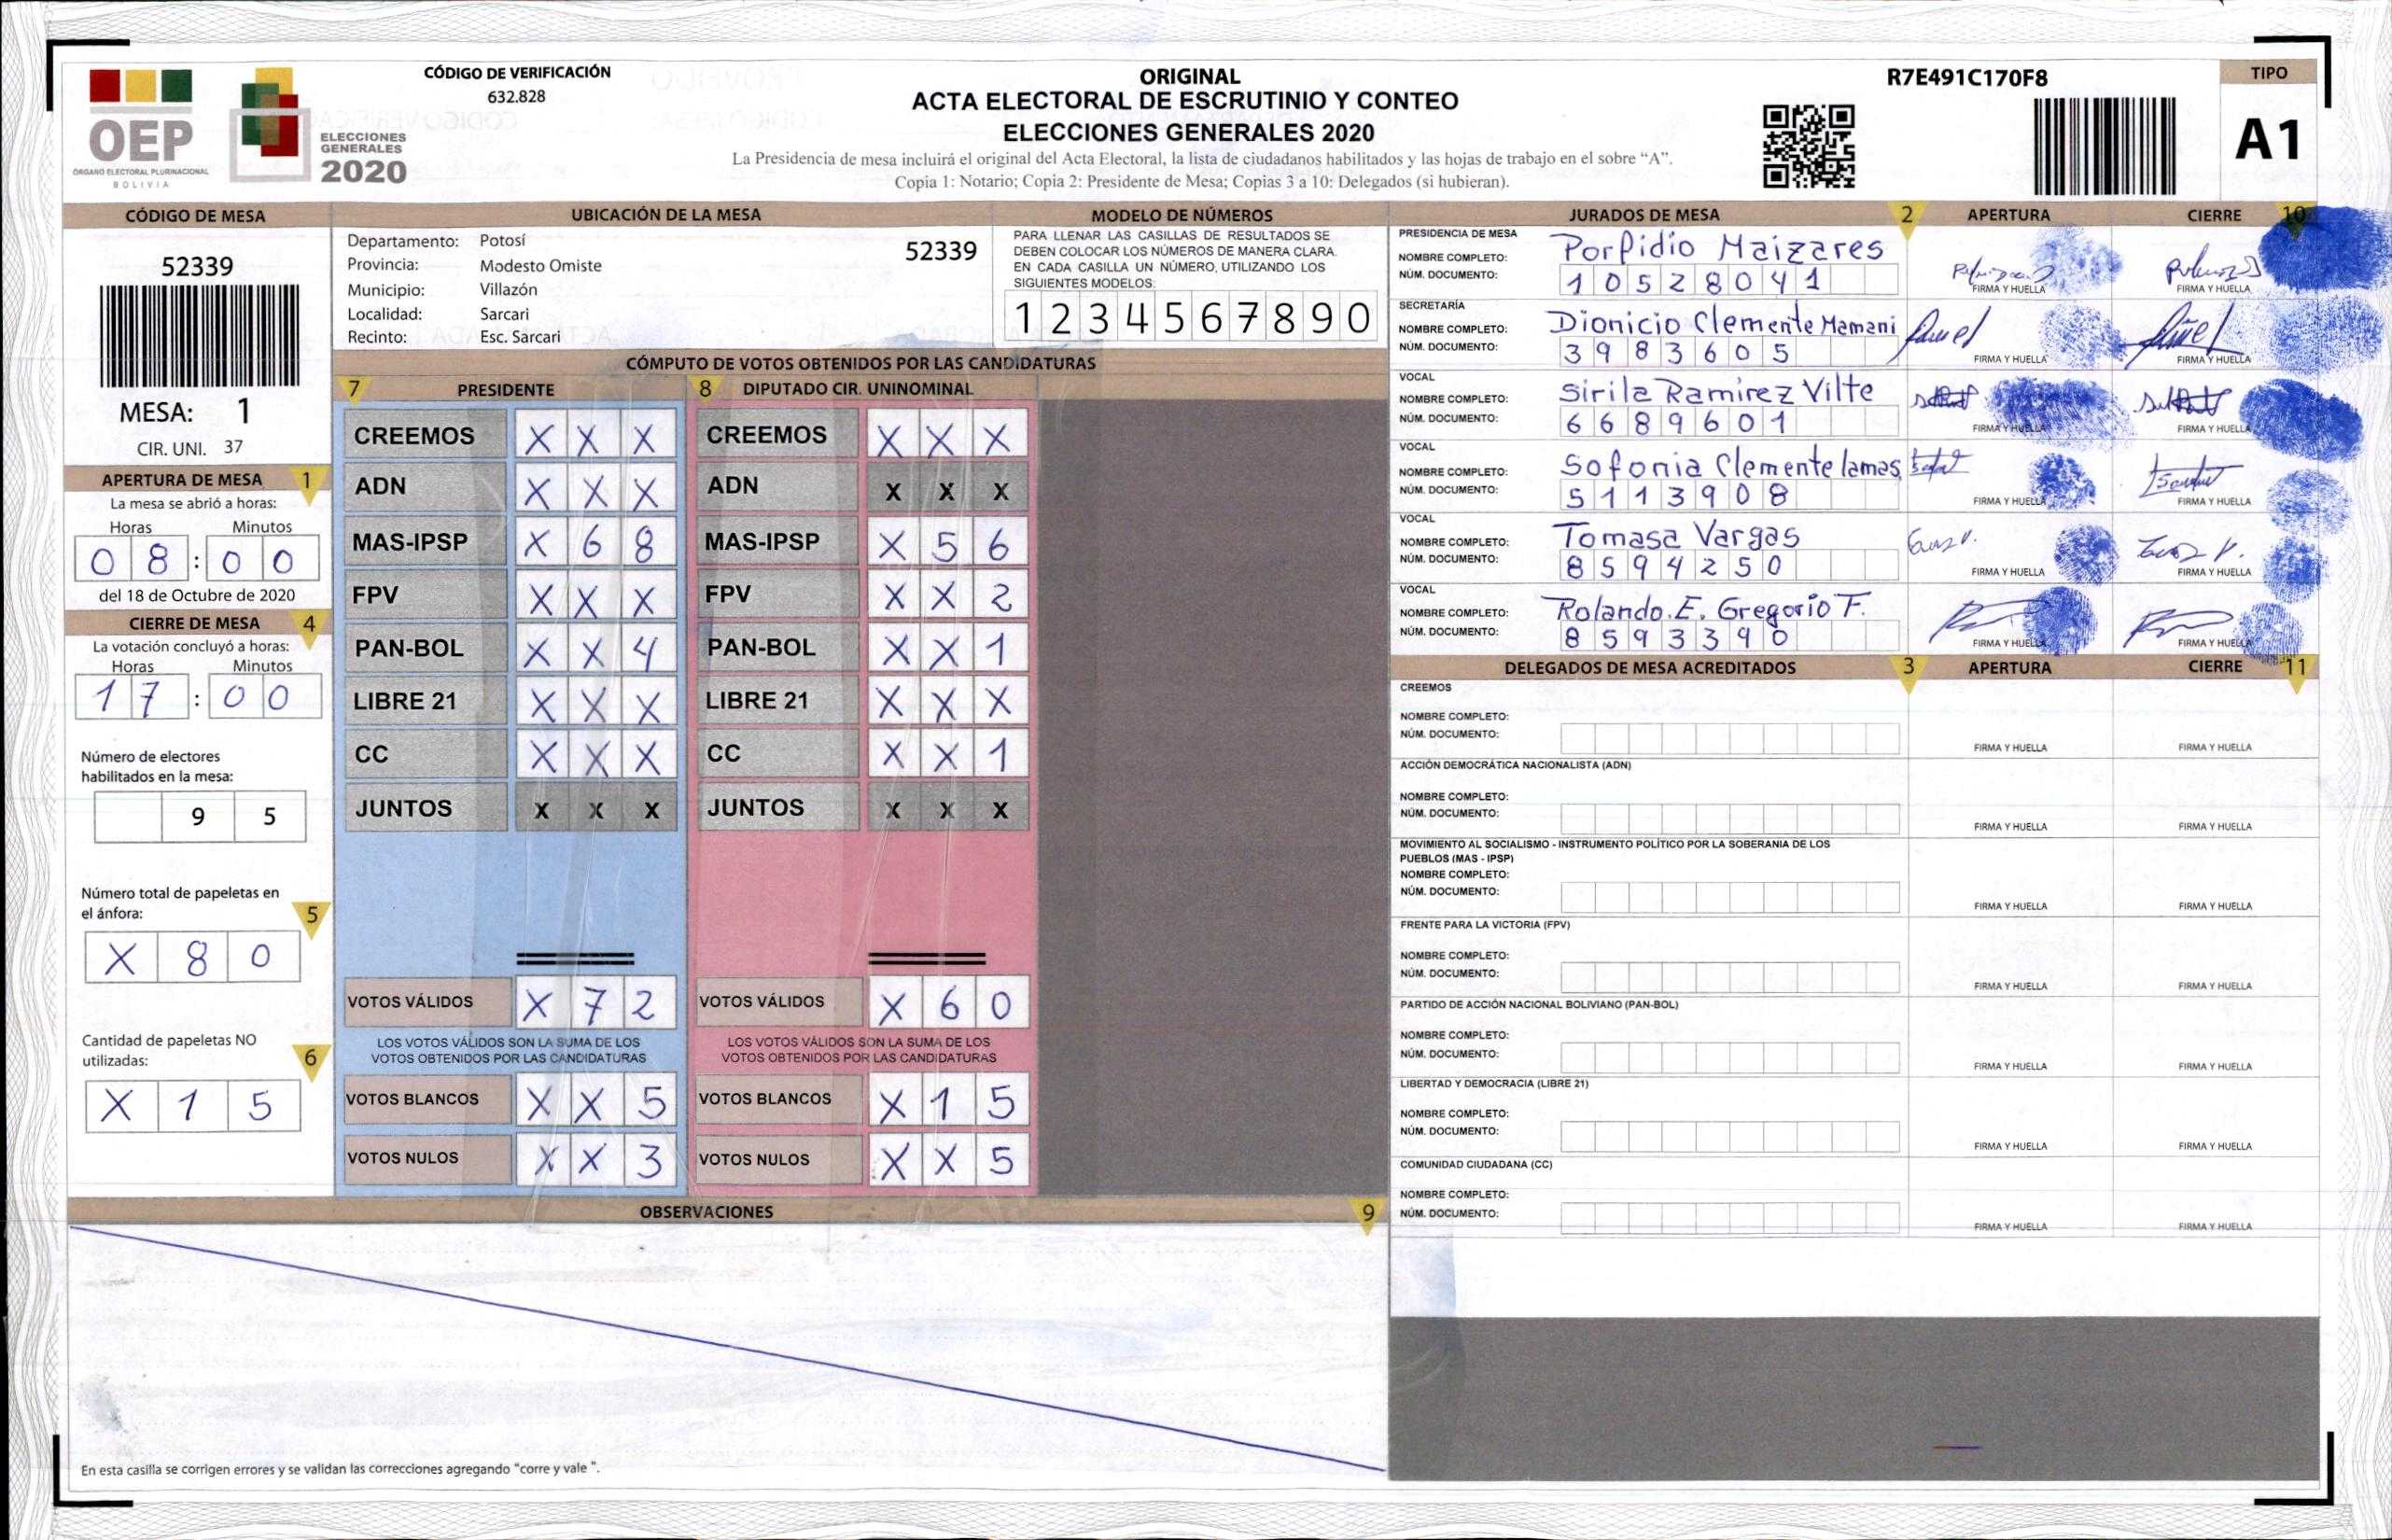 CÓDIGO DE VERIFICACIÓN
632.828
OEP
ÓRGANO ELECTORAL PLURINACIONAL
BOLIVIA
ELECCIONES
GENERALES
2020
ORIGINAL
ACTA ELECTORAL DE ESCRUTINIO Y CONTEO
ELECCIONES GENERALES 2020
La Presidencia de mesa incluirá el original del Acta Electoral, la lista de ciudadanos habilitados y las hojas de trabajo en el sobre “A”.
Copia 1: Notario; Copia 2: Presidente de Mesa; Copias 3 a 10: Delegados (si hubieran).
R7E491C170F8
TIPO
A1
CÓDIGO DE MESA
52339
MESA: 1
CIR. UNI. 37
APERTURA DE MESA 1
La mesa se abrió a horas:
Horas Minutos
0 8 : 0 0
del 18 de Octubre de 2020
CIERRE DE MESA 4
La votación concluyó a horas:
Horas Minutos
1 7 : 0 0
Número de electores
habilitados en la mesa:
9 5
Número total de papeletas en
el ánfora: 5
X 8 0
Cantidad de papeletas NO
utilizadas: 6
X 1 5
UBICACIÓN DE LA MESA
Departamento: Potosí 52339
Provincia: Modesto Omiste
Municipio: Villazón
Localidad: Sarcari
Recinto: Esc. Sarcari
MODELO DE NÚMEROS
PARA LLENAR LAS CASILLAS DE RESULTADOS SE
DEBEN COLOCAR LOS NÚMEROS DE MANERA CLARA.
EN CADA CASILLA UN NÚMERO, UTILIZANDO LOS
SIGUIENTES MODELOS:
1 2 3 4 5 6 7 8 9 0
CÓMPUTO DE VOTOS OBTENIDOS POR LAS CANDIDATURAS
7 PRESIDENTE
CREEMOS X X X
ADN X X X
MAS-IPSP X 6 8
FPV X X X
PAN-BOL X X 4
LIBRE 21 X X X
CC X X X
JUNTOS X X X
VOTOS VÁLIDOS X 7 2
LOS VOTOS VÁLIDOS SON LA SUMA DE LOS
VOTOS OBTENIDOS POR LAS CANDIDATURAS
VOTOS BLANCOS X X 5
VOTOS NULOS X X 3
8 DIPUTADO CIR. UNINOMINAL
CREEMOS X X X
ADN X X X
MAS-IPSP X 5 6
FPV X X 2
PAN-BOL X X 1
LIBRE 21 X X X
CC X X 1
JUNTOS X X X
VOTOS VÁLIDOS X 6 0
LOS VOTOS VÁLIDOS SON LA SUMA DE LOS
VOTOS OBTENIDOS POR LAS CANDIDATURAS
VOTOS BLANCOS X 1 5
VOTOS NULOS X X 5
OBSERVACIONES 9
En esta casilla se corrigen errores y se validan las correcciones agregando “corre y vale ”.
JURADOS DE MESA 2 APERTURA CIERRE 10
PRESIDENCIA DE MESA
NOMBRE COMPLETO: Porfidio Maizares
NÚM. DOCUMENTO: 1 0 5 2 8 0 4 1
FIRMA Y HUELLA FIRMA Y HUELLA
SECRETARÍA
NOMBRE COMPLETO: Dionicio Clemente Mamani
NÚM. DOCUMENTO: 3 9 8 3 6 0 5
FIRMA Y HUELLA FIRMA Y HUELLA
VOCAL
NOMBRE COMPLETO: Sirila Ramirez Vilte
NÚM. DOCUMENTO: 6 6 8 9 6 0 1
FIRMA Y HUELLA FIRMA Y HUELLA
VOCAL
NOMBRE COMPLETO: Sofonia Clemente lamas
NÚM. DOCUMENTO: 5 1 1 3 9 0 8
FIRMA Y HUELLA FIRMA Y HUELLA
VOCAL
NOMBRE COMPLETO: Tomasa Vargas
NÚM. DOCUMENTO: 8 5 9 4 2 5 0
FIRMA Y HUELLA FIRMA Y HUELLA
VOCAL
NOMBRE COMPLETO: Rolando. E. Gregorio F.
NÚM. DOCUMENTO: 8 5 9 3 3 9 0
FIRMA Y HUELLA FIRMA Y HUELLA
DELEGADOS DE MESA ACREDITADOS 3 APERTURA CIERRE 11
CREEMOS
NOMBRE COMPLETO:
NÚM. DOCUMENTO:
FIRMA Y HUELLA FIRMA Y HUELLA
ACCIÓN DEMOCRÁTICA NACIONALISTA (ADN)
NOMBRE COMPLETO:
NÚM. DOCUMENTO:
FIRMA Y HUELLA FIRMA Y HUELLA
MOVIMIENTO AL SOCIALISMO - INSTRUMENTO POLÍTICO POR LA SOBERANIA DE LOS
PUEBLOS (MAS - IPSP)
NOMBRE COMPLETO:
NÚM. DOCUMENTO:
FIRMA Y HUELLA FIRMA Y HUELLA
FRENTE PARA LA VICTORIA (FPV)
NOMBRE COMPLETO:
NÚM. DOCUMENTO:
FIRMA Y HUELLA FIRMA Y HUELLA
PARTIDO DE ACCIÓN NACIONAL BOLIVIANO (PAN-BOL)
NOMBRE COMPLETO:
NÚM. DOCUMENTO:
FIRMA Y HUELLA FIRMA Y HUELLA
LIBERTAD Y DEMOCRACIA (LIBRE 21)
NOMBRE COMPLETO:
NÚM. DOCUMENTO:
FIRMA Y HUELLA FIRMA Y HUELLA
COMUNIDAD CIUDADANA (CC)
NOMBRE COMPLETO:
NÚM. DOCUMENTO:
FIRMA Y HUELLA FIRMA Y HUELLA